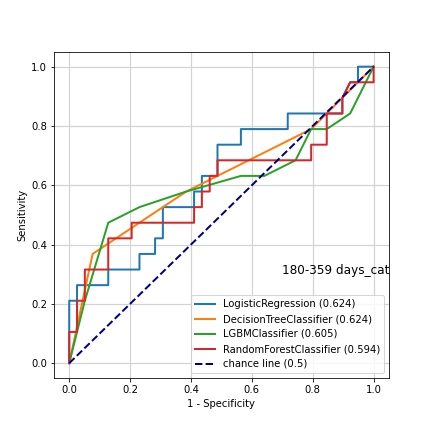 1.0
0.8
0.6
0.4
0.2
0.0
Sensitivity
180-359 days_cat
LogisticRegression (0.624)
DecisionTreeClassifier (0.624)
LGBMClassifier (0.605)
RandomForestClassifier (0.594)
chance line (0.5)
0.0 0.2 0.4 0.6 0.8 1.0
1 - Specificity